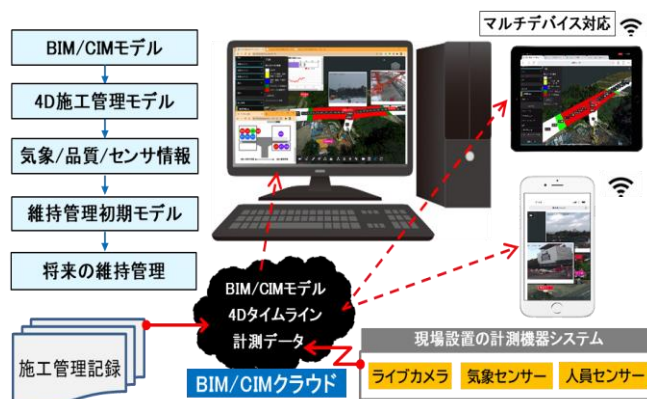 マルチデバイス対応
BIM/CIMモデル
4D施工管理モデル
気象/品質/センサ情報
維持管理初期モデル
将来の維持管理
BIM/CIMモデル
4Dタイムライン
計測データ
施工管理記録
BIM/CIMクラウド
現場設置の計測機器システム
ライブカメラ
気象センサー
人員センサー